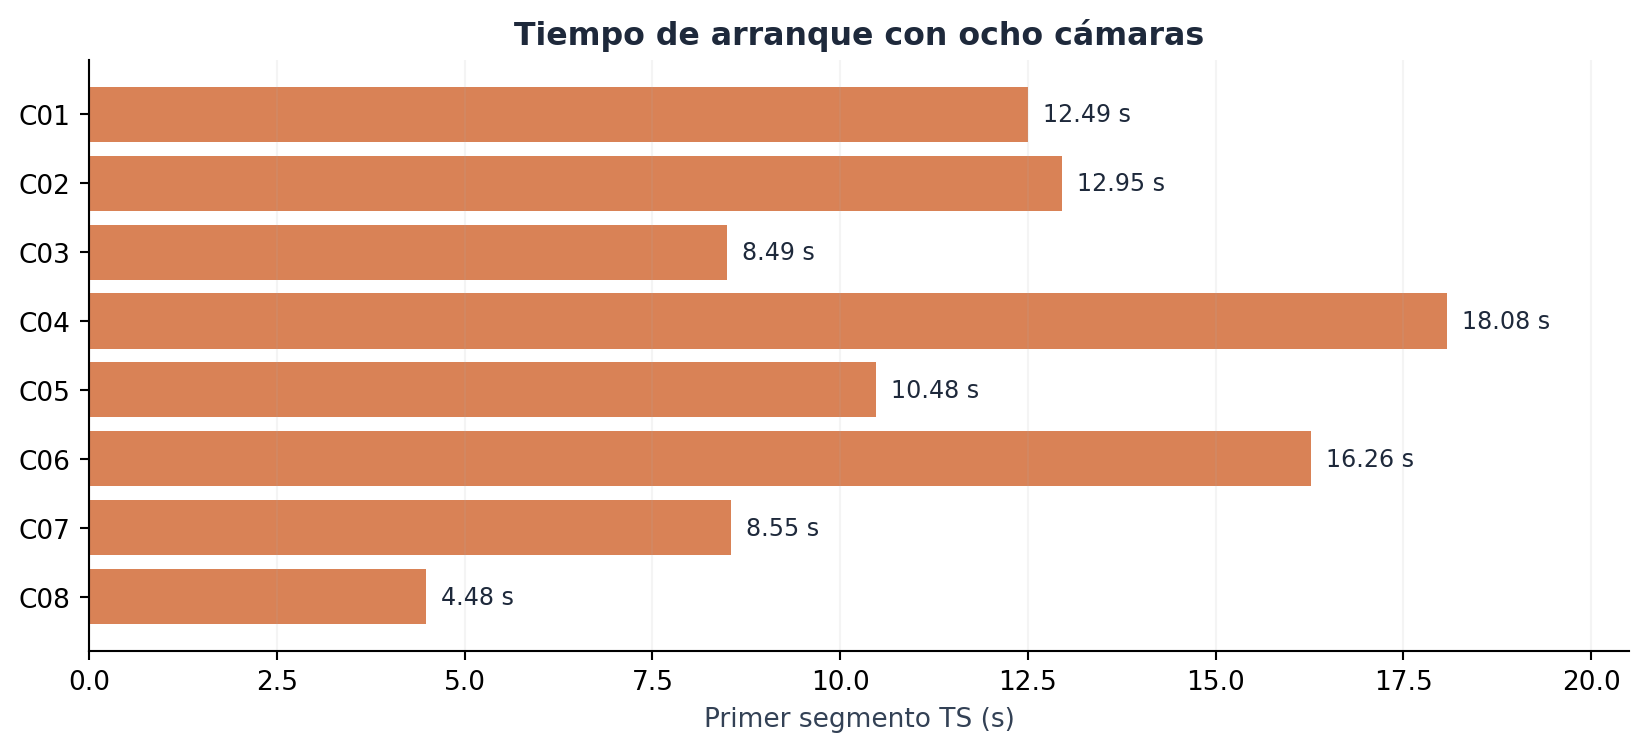 Tiempo de arranque con ocho cámaras
C01 12.49 s
C02 12.95 s
C03 8.49 s
C04 18.08 s
C05 10.48 s
C06 16.26 s
C07 8.55 s
C08 4.48 s
0.0 2.5 5.0 7.5 10.0 12.5 15.0 17.5 20.0
Primer segmento TS (s)